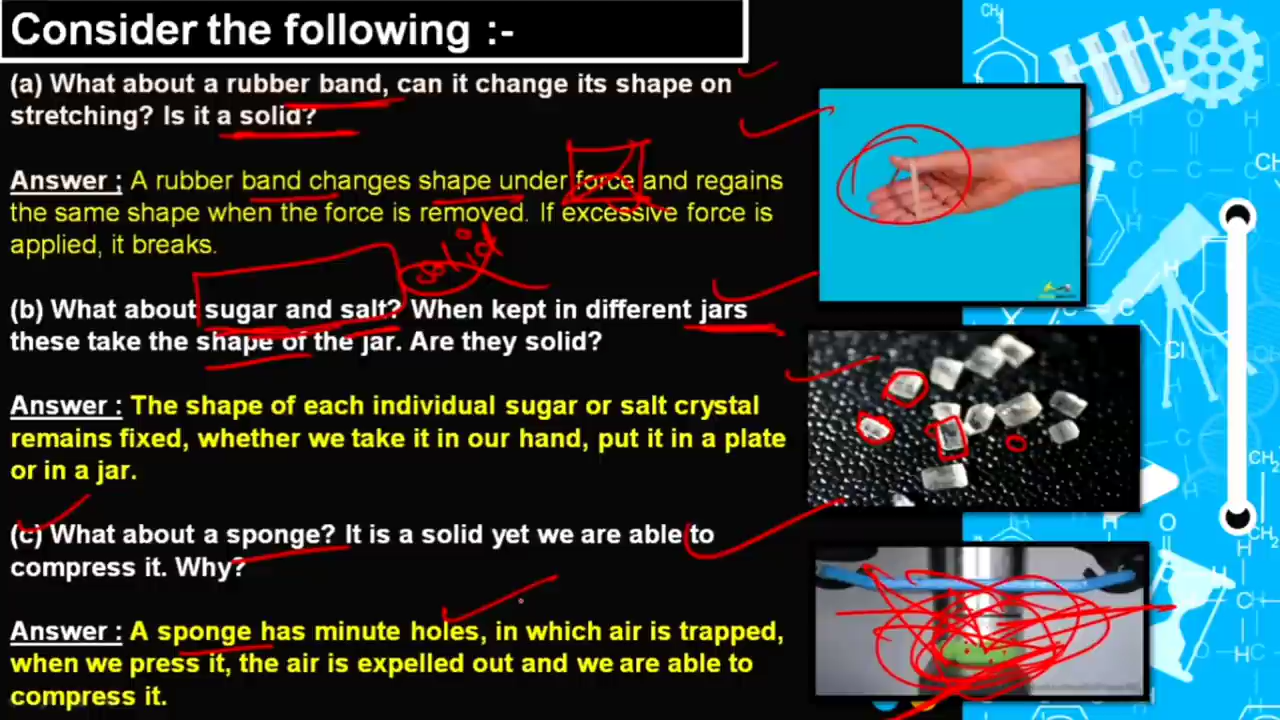 Consider the following :-
(a) What about a rubber band, can it change its shape on
stretching? Is it a solid?
Answer ; A rubber band changes shape under force and regains
the same shape when the force is removed. If excessive force is
applied, it breaks.
solid
(b) What about sugar and salt? When kept in different jars
these take the shape of the jar. Are they solid?
Answer : The shape of each individual sugar or salt crystal
remains fixed, whether we take it in our hand, put it in a plate
or in a jar.
(c) What about a sponge? It is a solid yet we are able to
compress it. Why?
Answer : A sponge has minute holes, in which air is trapped,
when we press it, the air is expelled out and we are able to
compress it.
CH
H
O
H
C
C
C
CH
H
Cl
C
CH2
CH2
O
H
C
H
C
HC